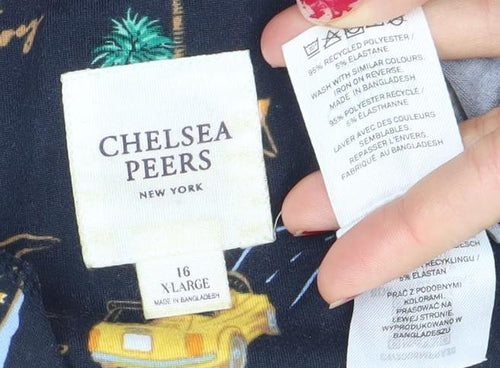 CHELSEA
PEERS
NEW YORK
16
X-LARGE
MADE IN BANGLADESH
95% RECYCLED POLYESTER /
5% ELASTANE
WASH WITH SIMILAR COLOURS.
IRON ON REVERSE.
MADE IN BANGLADESH
95% POLYESTER RECYCLÉ /
5% ÉLASTHANNE
LAVER AVEC DES COULEURS
SEMBLABLES.
REPASSER L'ENVERS.
FABRIQUÉ AU BANGLADESH
RECYKLINGU /
5% ELASTAN
PRAĆ Z PODOBNYMI
KOLORAMI.
PRASOWAĆ NA
LEWEJ STRONIE.
WYPRODUKOWANO W
BANGLADESZU